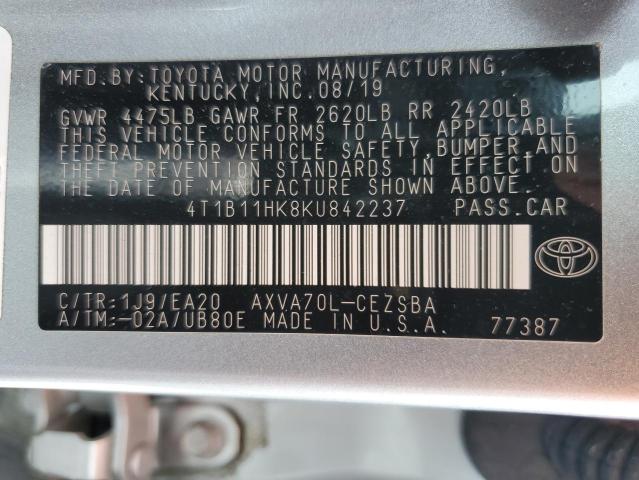 MFD. BY: TOYOTA MOTOR MANUFACTURING,
KENTUCKY, INC. 08/19
GVWR 4475LB GAWR FR 2620LB RR 2420LB
THIS VEHICLE CONFORMS TO ALL APPLICABLE
FEDERAL MOTOR VEHICLE SAFETY, BUMPER, AND
THEFT PREVENTION STANDARDS IN EFFECT ON
THE DATE OF MANUFACTURE SHOWN ABOVE.
4T1B11HK8KU842237 PASS. CAR
C/TR: 1J9/EA20 AXVA70L-CEZSBA
A/TM: -02A/UB80E MADE IN U.S.A. 77387